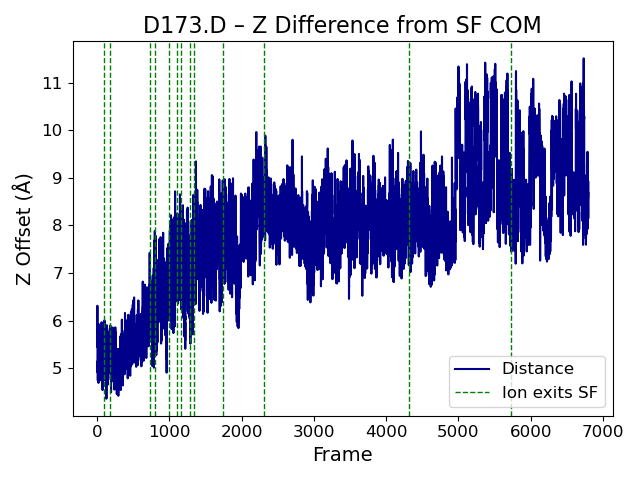 D173.D – Z Difference from SF COM
Z Offset (Å)
11
10
9
8
7
6
5
Distance
Ion exits SF
0 1000 2000 3000 4000 5000 6000 7000
Frame